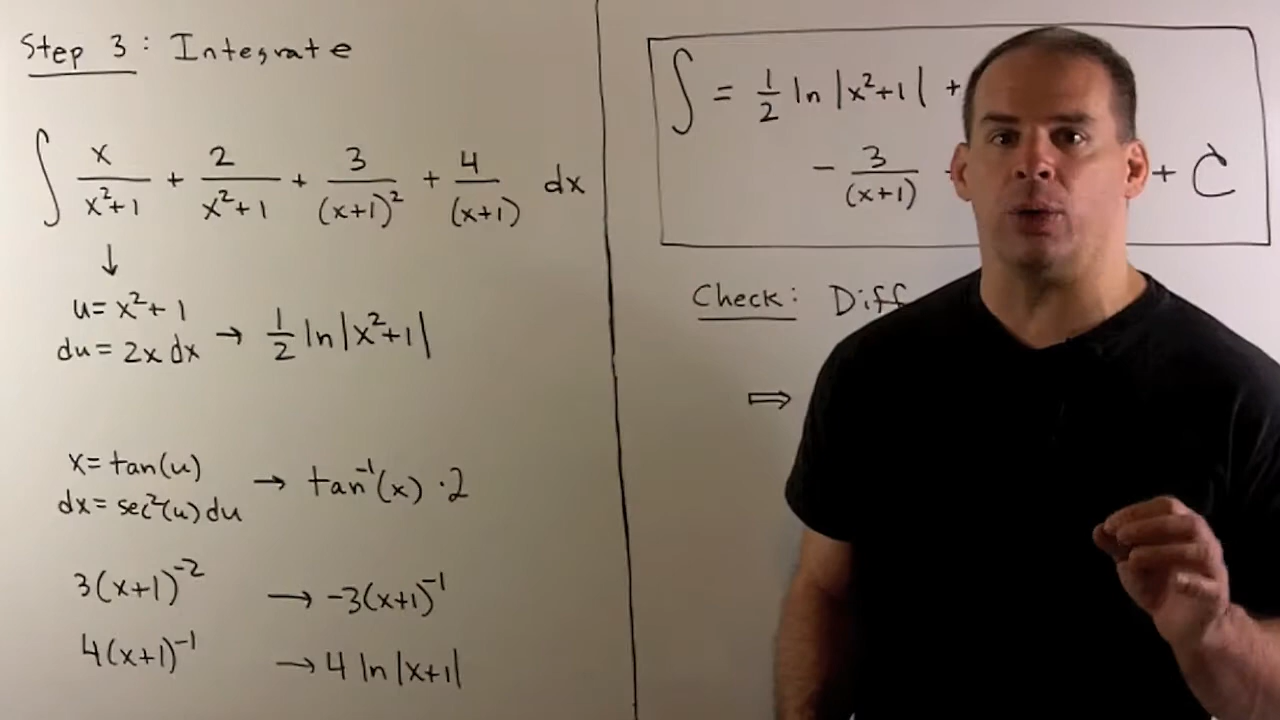 Step 3: Integrate
∫ x/(x²+1) + 2/(x²+1) + 3/(x+1)² + 4/(x+1) dx
↓
u = x²+1
du = 2x dx → 1/2 ln|x²+1|
x = tan(u)
dx = sec²(u) du → tan⁻¹(x) · 2
3(x+1)⁻² → -3(x+1)⁻¹
4(x+1)⁻¹ → 4 ln|x+1|
∫ = 1/2 ln|x²+1| +
- 3/(x+1) + C
Check: Diff
⇒